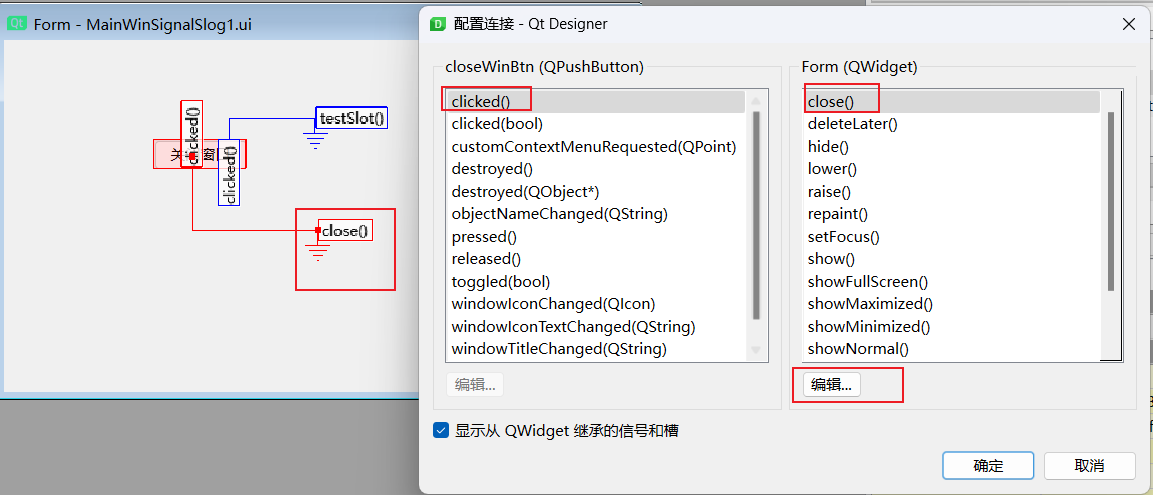 Form - MainWinSignalSlog1.ui
clicked()
testSlot()
clicked()
close()
配置连接 - Qt Designer
closeWinBtn (QPushButton)
clicked()
clicked(bool)
customContextMenuRequested(QPoint)
destroyed()
destroyed(QObject*)
objectNameChanged(QString)
pressed()
released()
toggled(bool)
windowIconChanged(QIcon)
windowIconTextChanged(QString)
windowTitleChanged(QString)
编辑...
Form (QWidget)
close()
deleteLater()
hide()
lower()
raise()
repaint()
setFocus()
show()
showFullScreen()
showMaximized()
showMinimized()
showNormal()
编辑...
显示从 QWidget 继承的信号和槽
确定
取消